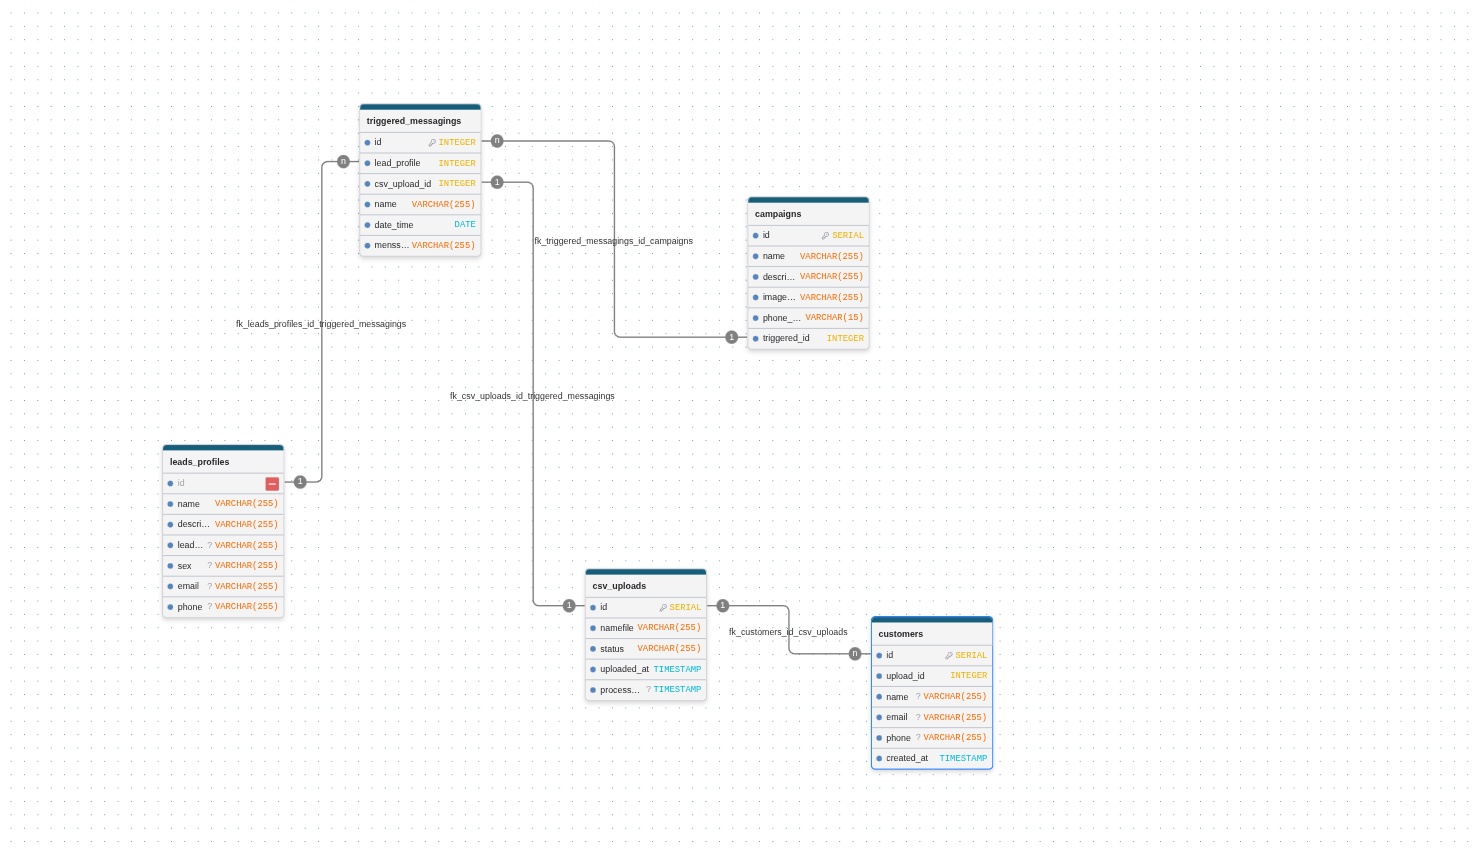 triggered_messagings
id INTEGER
lead_profile INTEGER
csv_upload_id INTEGER
name VARCHAR(255)
date_time DATE
menss... VARCHAR(255)
n
1
n
fk_triggered_messagings_id_campaigns
campaigns
id SERIAL
name VARCHAR(255)
descri... VARCHAR(255)
image... VARCHAR(255)
phone_... VARCHAR(15)
triggered_id INTEGER
1
fk_leads_profiles_id_triggered_messagings
fk_csv_uploads_id_triggered_messagings
leads_profiles
id
name VARCHAR(255)
descri... VARCHAR(255)
lead... ? VARCHAR(255)
sex ? VARCHAR(255)
email ? VARCHAR(255)
phone ? VARCHAR(255)
1
csv_uploads
id SERIAL
namefile VARCHAR(255)
status VARCHAR(255)
uploaded_at TIMESTAMP
process... ? TIMESTAMP
1
1
fk_customers_id_csv_uploads
n
customers
id SERIAL
upload_id INTEGER
name ? VARCHAR(255)
email ? VARCHAR(255)
phone ? VARCHAR(255)
created_at TIMESTAMP